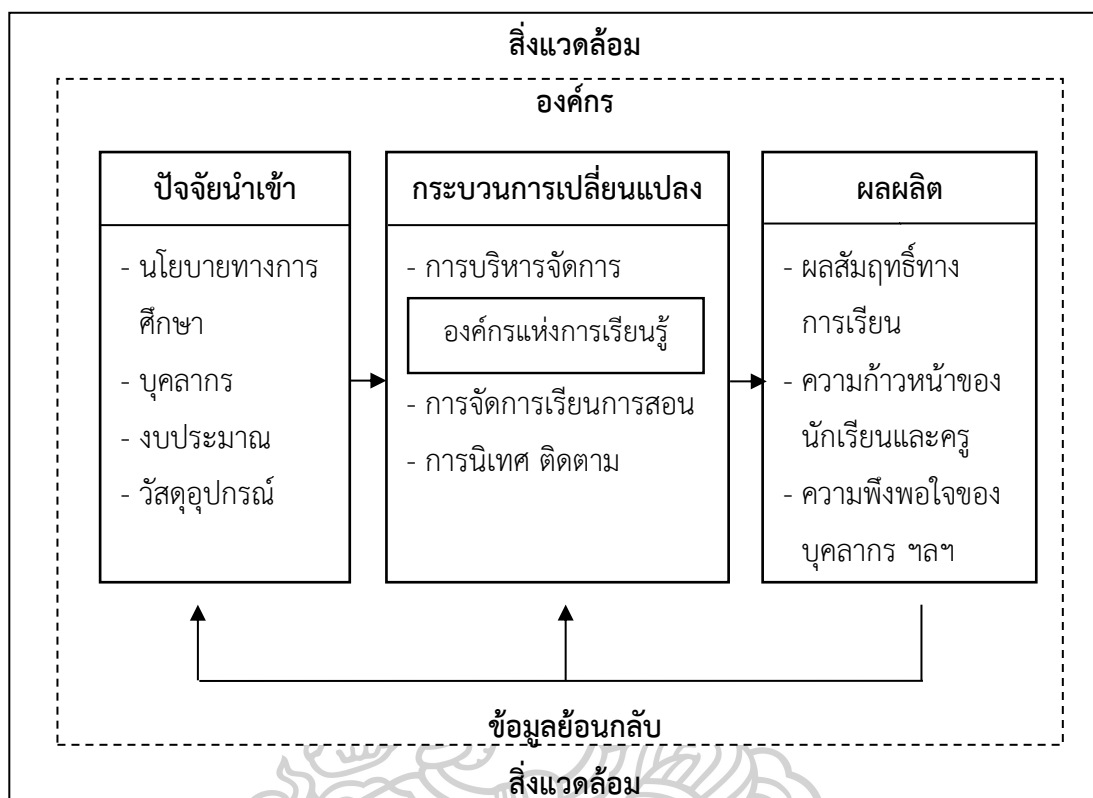 สิ่งแวดล้อม
องค์กร
ปัจจัยนำเข้า
- นโยบายทางการ
ศึกษา
- บุคลากร
- งบประมาณ
- วัสดุอุปกรณ์
กระบวนการเปลี่ยนแปลง
- การบริหารจัดการ
องค์กรแห่งการเรียนรู้
- การจัดการเรียนการสอน
- การนิเทศ ติดตาม
ผลผลิต
- ผลสัมฤทธิ์ทาง
การเรียน
- ความก้าวหน้าของ
นักเรียนและครู
- ความพึงพอใจของ
บุคลากร ฯลฯ
ข้อมูลย้อนกลับ
สิ่งแวดล้อม